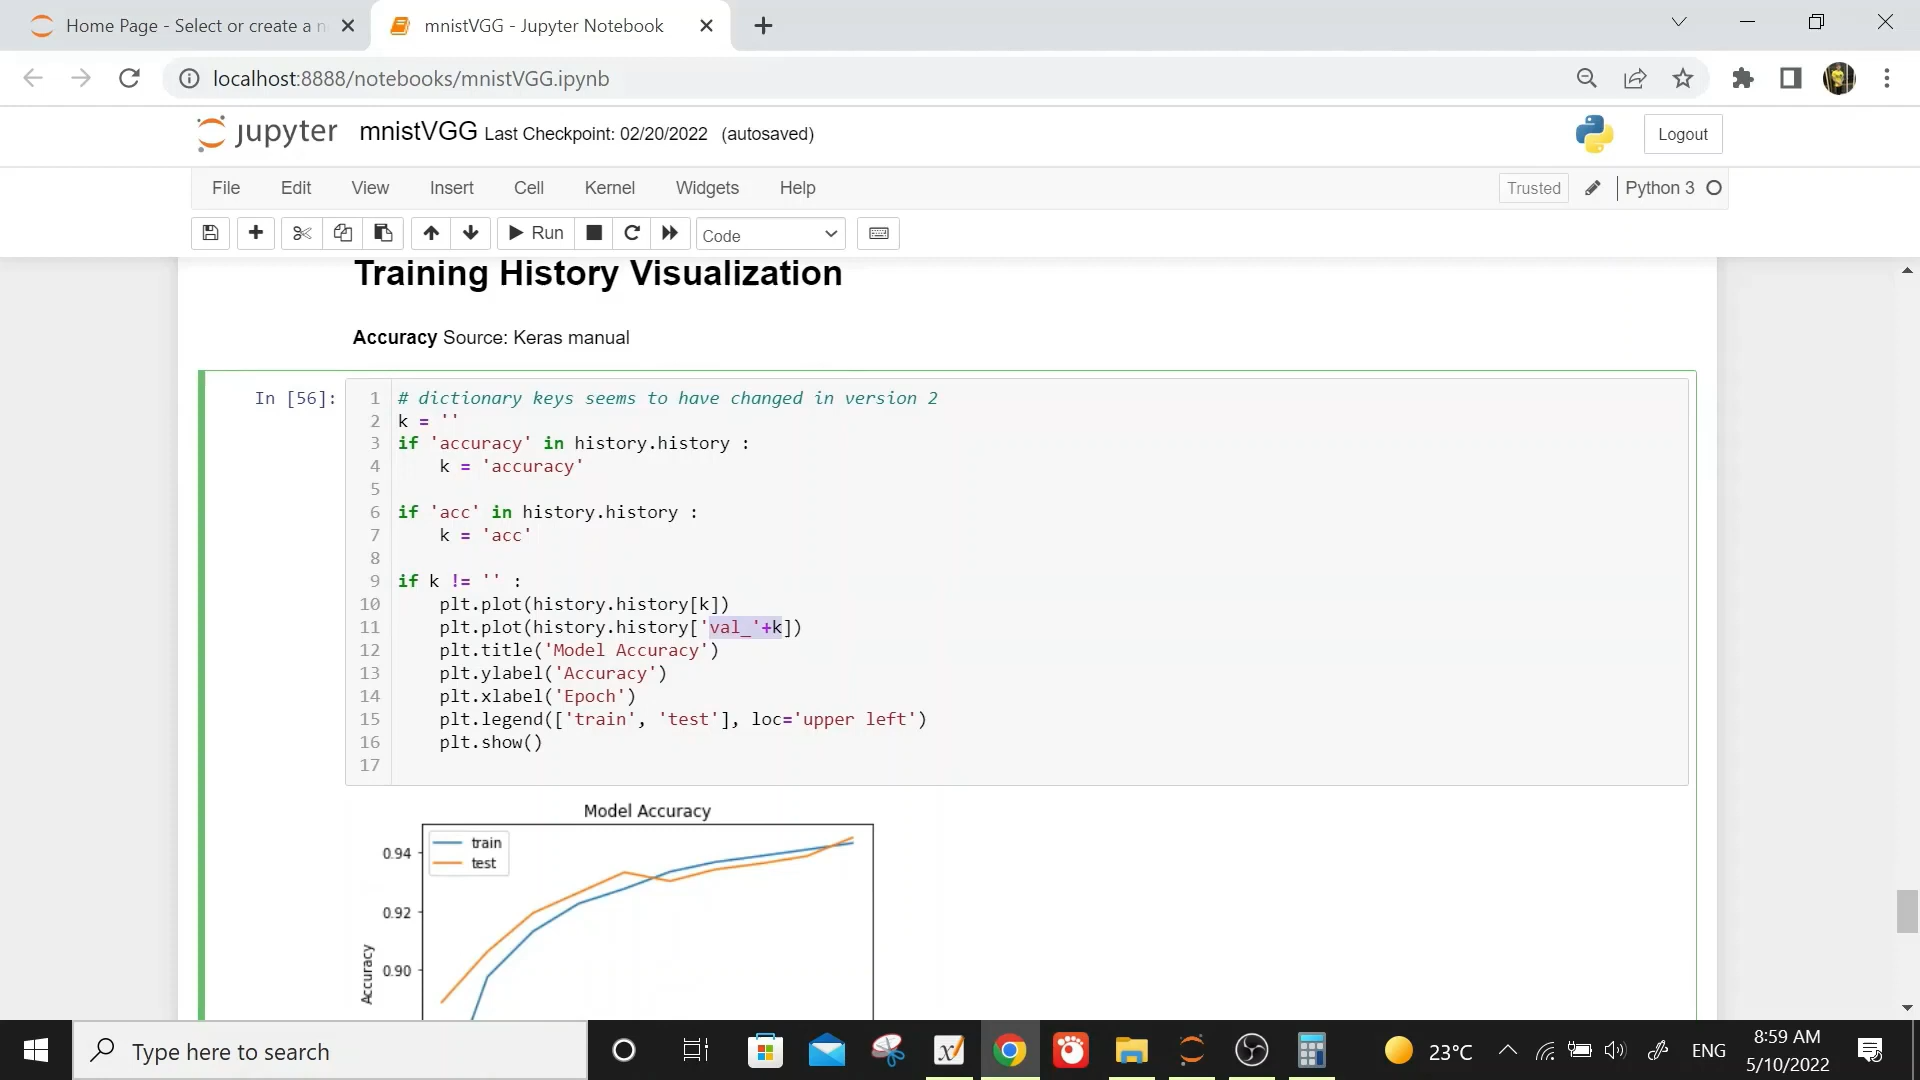 Home Page - Select or create a n
mnistVGG - Jupyter Notebook
localhost:8888/notebooks/mnistVGG.ipynb
jupyter mnistVGG Last Checkpoint: 02/20/2022 (autosaved)
Logout
File Edit View Insert Cell Kernel Widgets Help
Trusted
Python 3
Run
Code
Training History Visualization
Accuracy Source: Keras manual
In [56]:
1 # dictionary keys seems to have changed in version 2
2 k = ''
3 if 'accuracy' in history.history :
4     k = 'accuracy'
5
6 if 'acc' in history.history :
7     k = 'acc'
8
9 if k != '' :
10     plt.plot(history.history[k])
11     plt.plot(history.history['val_'+k])
12     plt.title('Model Accuracy')
13     plt.ylabel('Accuracy')
14     plt.xlabel('Epoch')
15     plt.legend(['train', 'test'], loc='upper left')
16     plt.show()
17
Model Accuracy
train
test
0.94
0.92
0.90
Accuracy
Type here to search
23°C
ENG
8:59 AM
5/10/2022